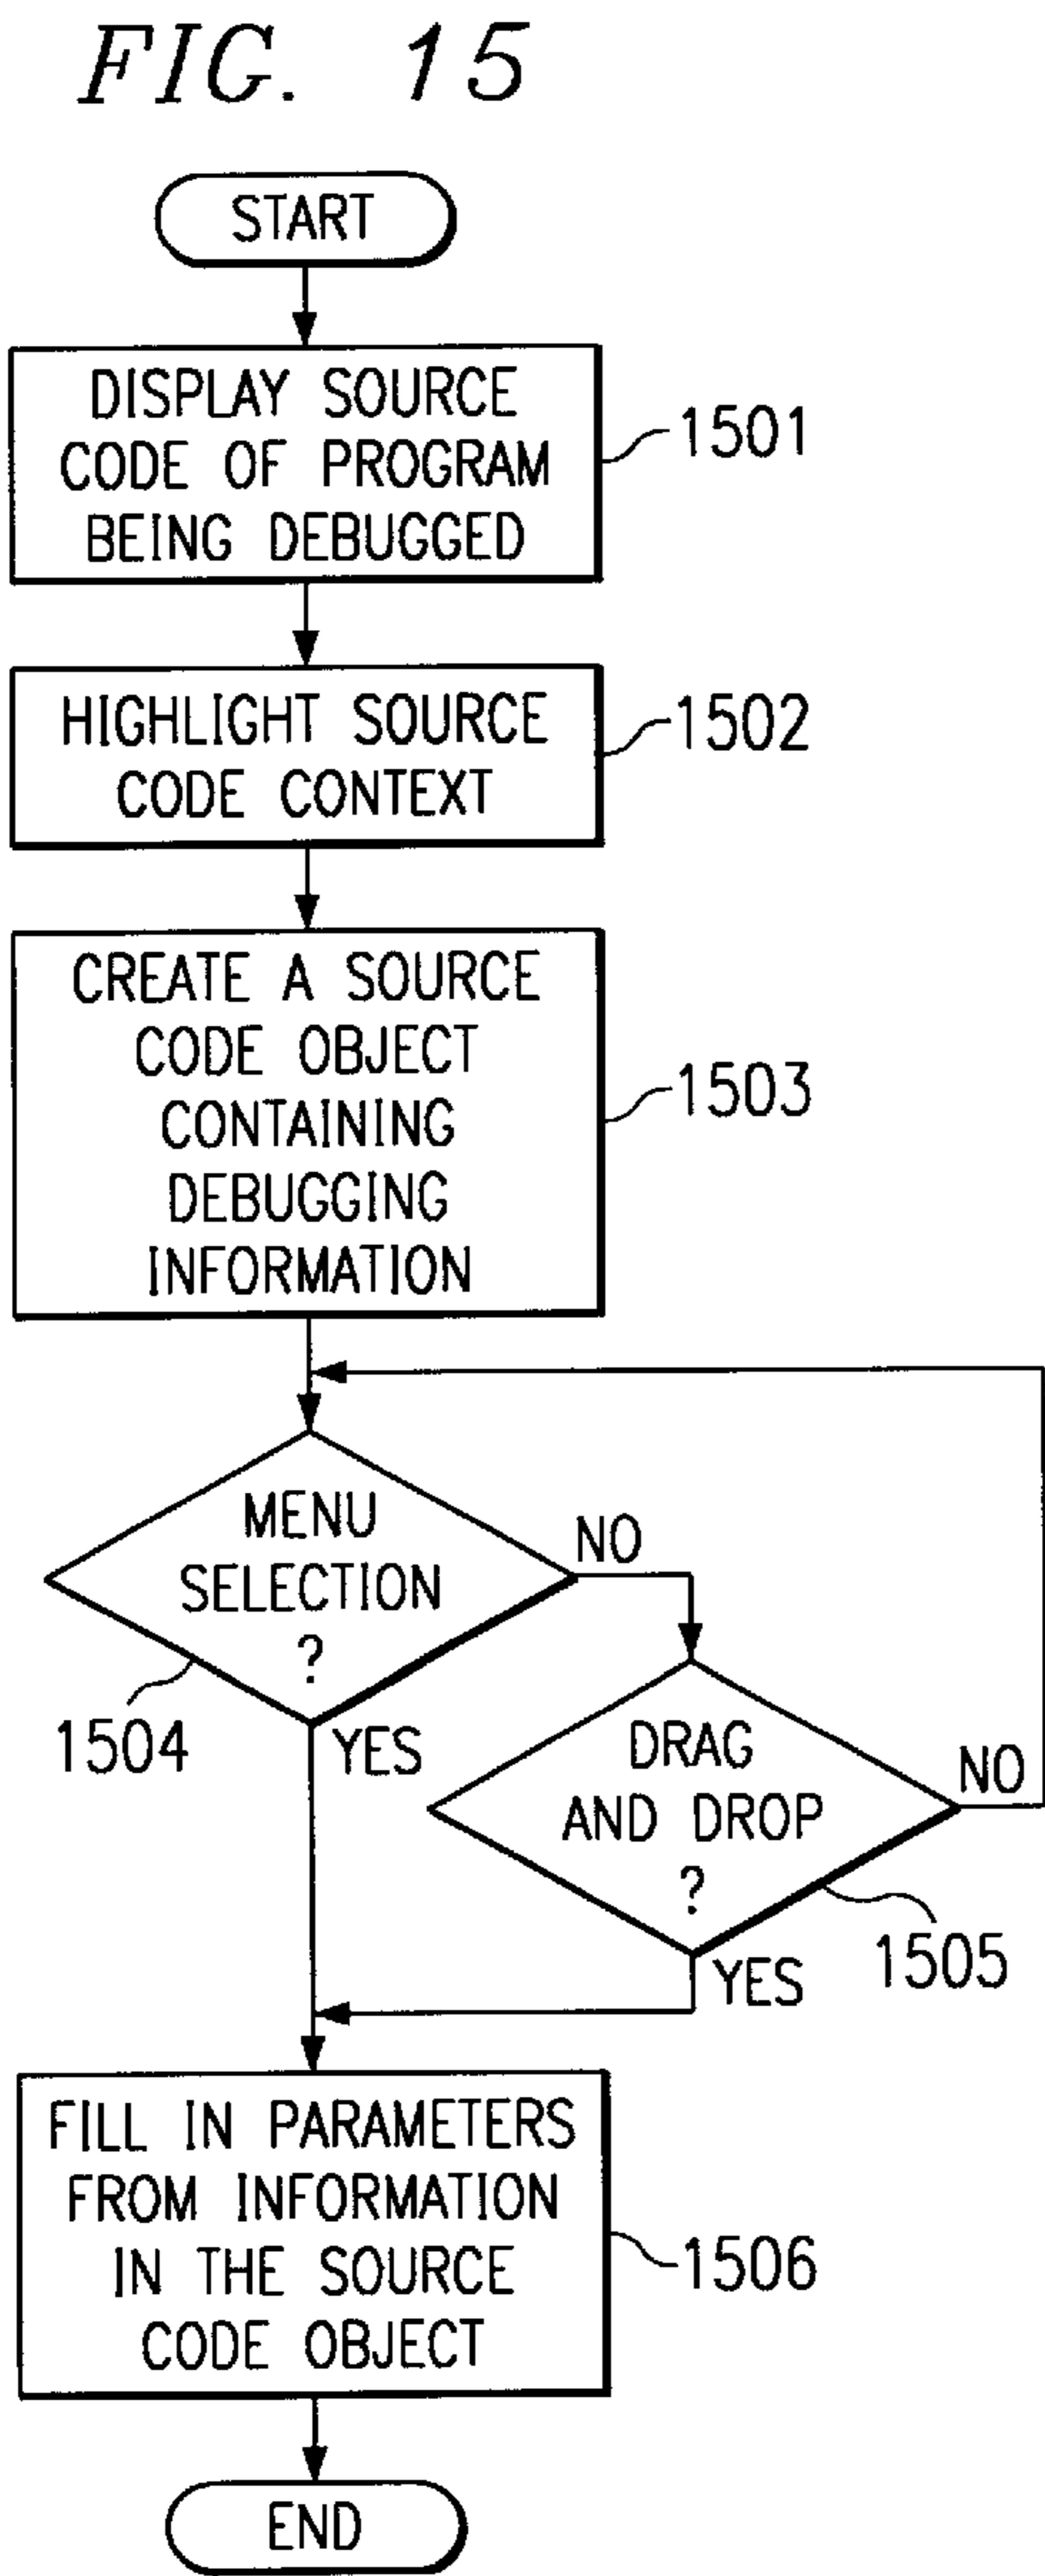 FIG. 15
START
DISPLAY SOURCE
CODE OF PROGRAM
BEING DEBUGGED
1501
HIGHLIGHT SOURCE
CODE CONTEXT
1502
CREATE A SOURCE
CODE OBJECT
CONTAINING
DEBUGGING
INFORMATION
1503
MENU
SELECTION
?
NO
1504
YES
DRAG
AND DROP
?
NO
1505
YES
FILL IN PARAMETERS
FROM INFORMATION
IN THE SOURCE
CODE OBJECT
1506
END